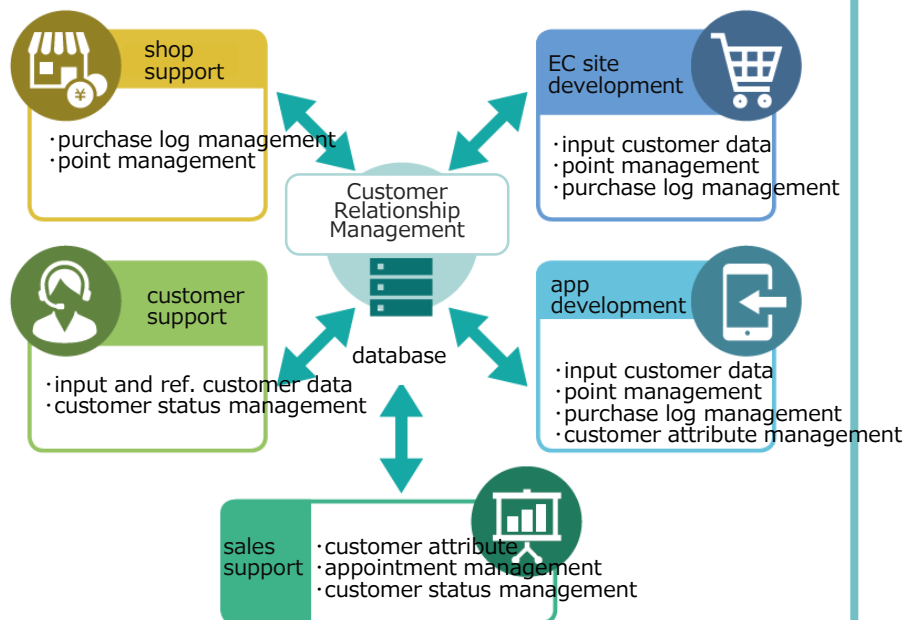 shop
support
·purchase log management
·point management
EC site
development
·input customer data
·point management
·purchase log management
Customer
Relationship
Management
database
customer
support
·input and ref. customer data
·customer status management
app
development
·input customer data
·point management
·purchase log management
·customer attribute management
sales
support
·customer attribute
·appointment management
·customer status management
¥